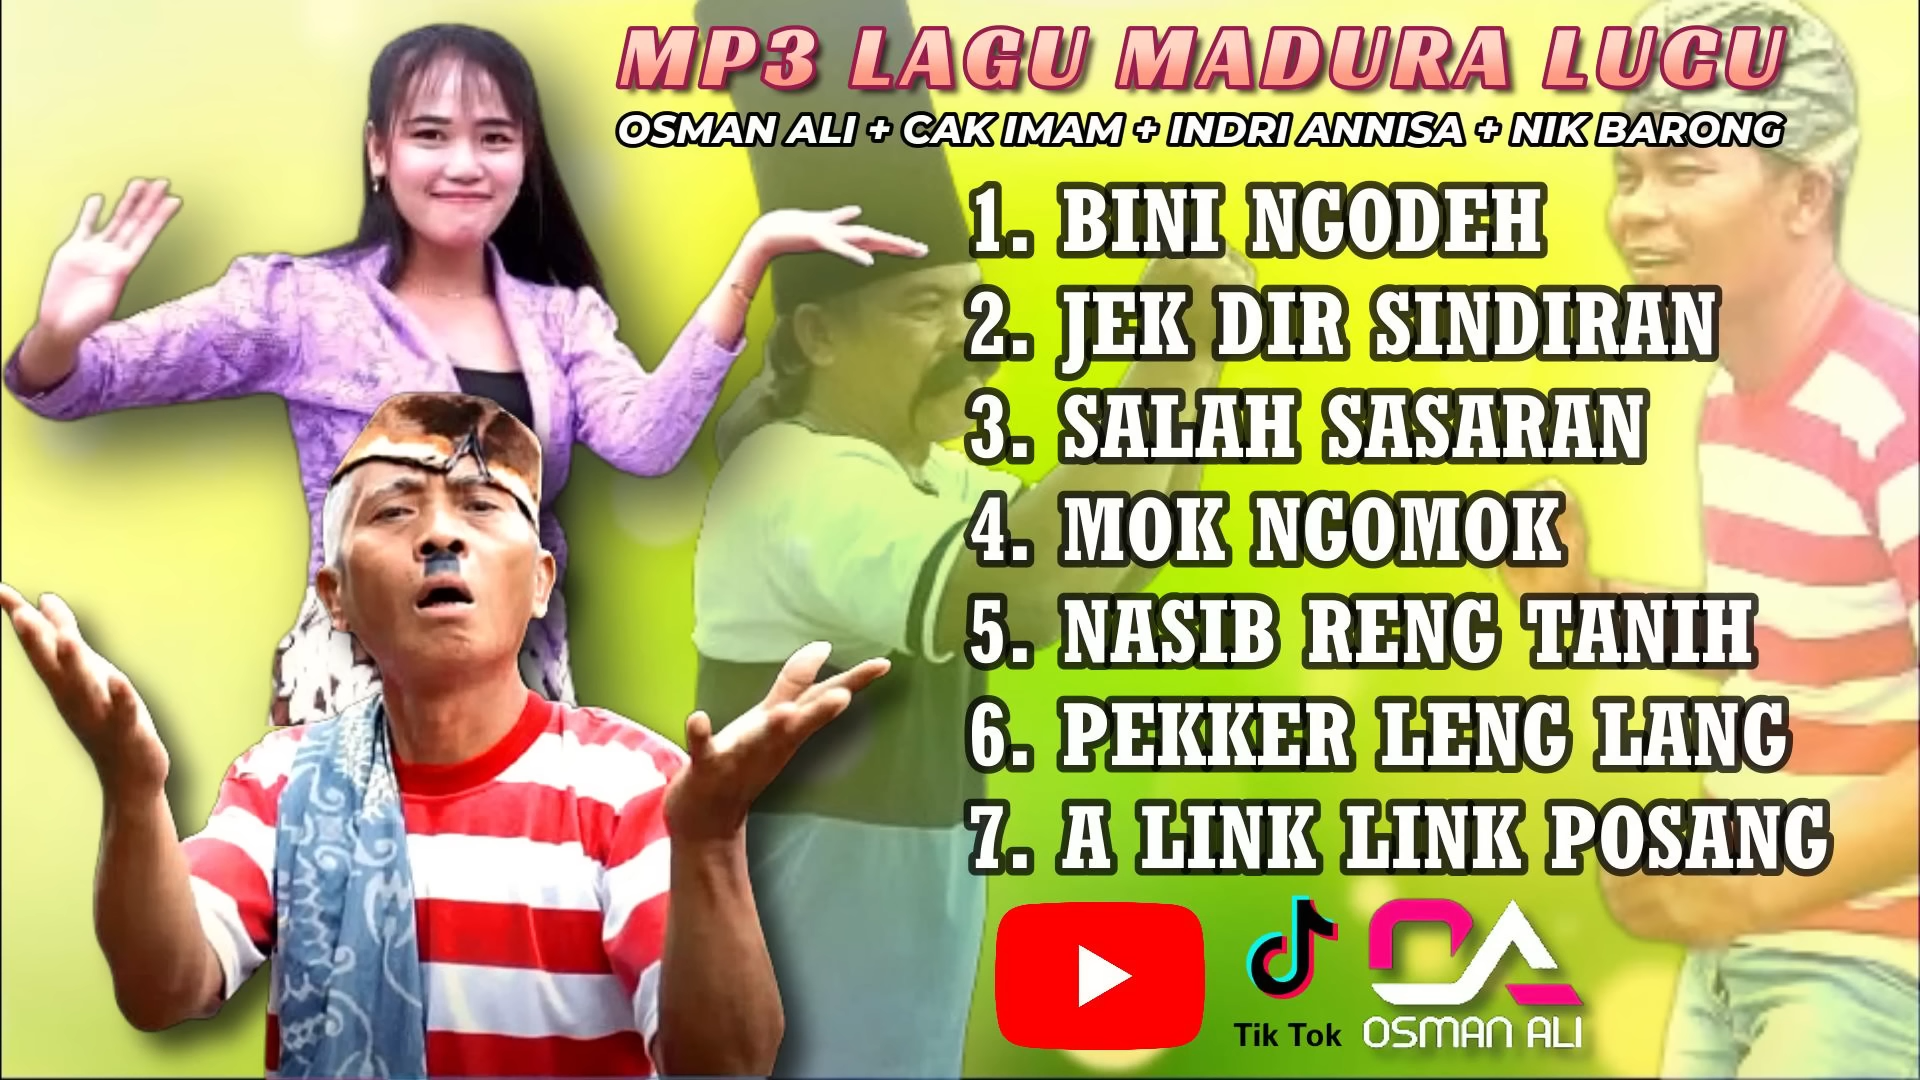 MP3 LAGU MADURA LUCU
OSMAN ALI + CAK IMAM + INDRI ANNISA + NIK BARONG
1. BINI NGODEH
2. JEK DIR SINDIRAN
3. SALAH SASARAN
4. MOK NGOMOK
5. NASIB RENG TANIH
6. PEKKER LENG LANG
7. A LINK LINK POSANG
Tik Tok
OA
OSMAN ALI